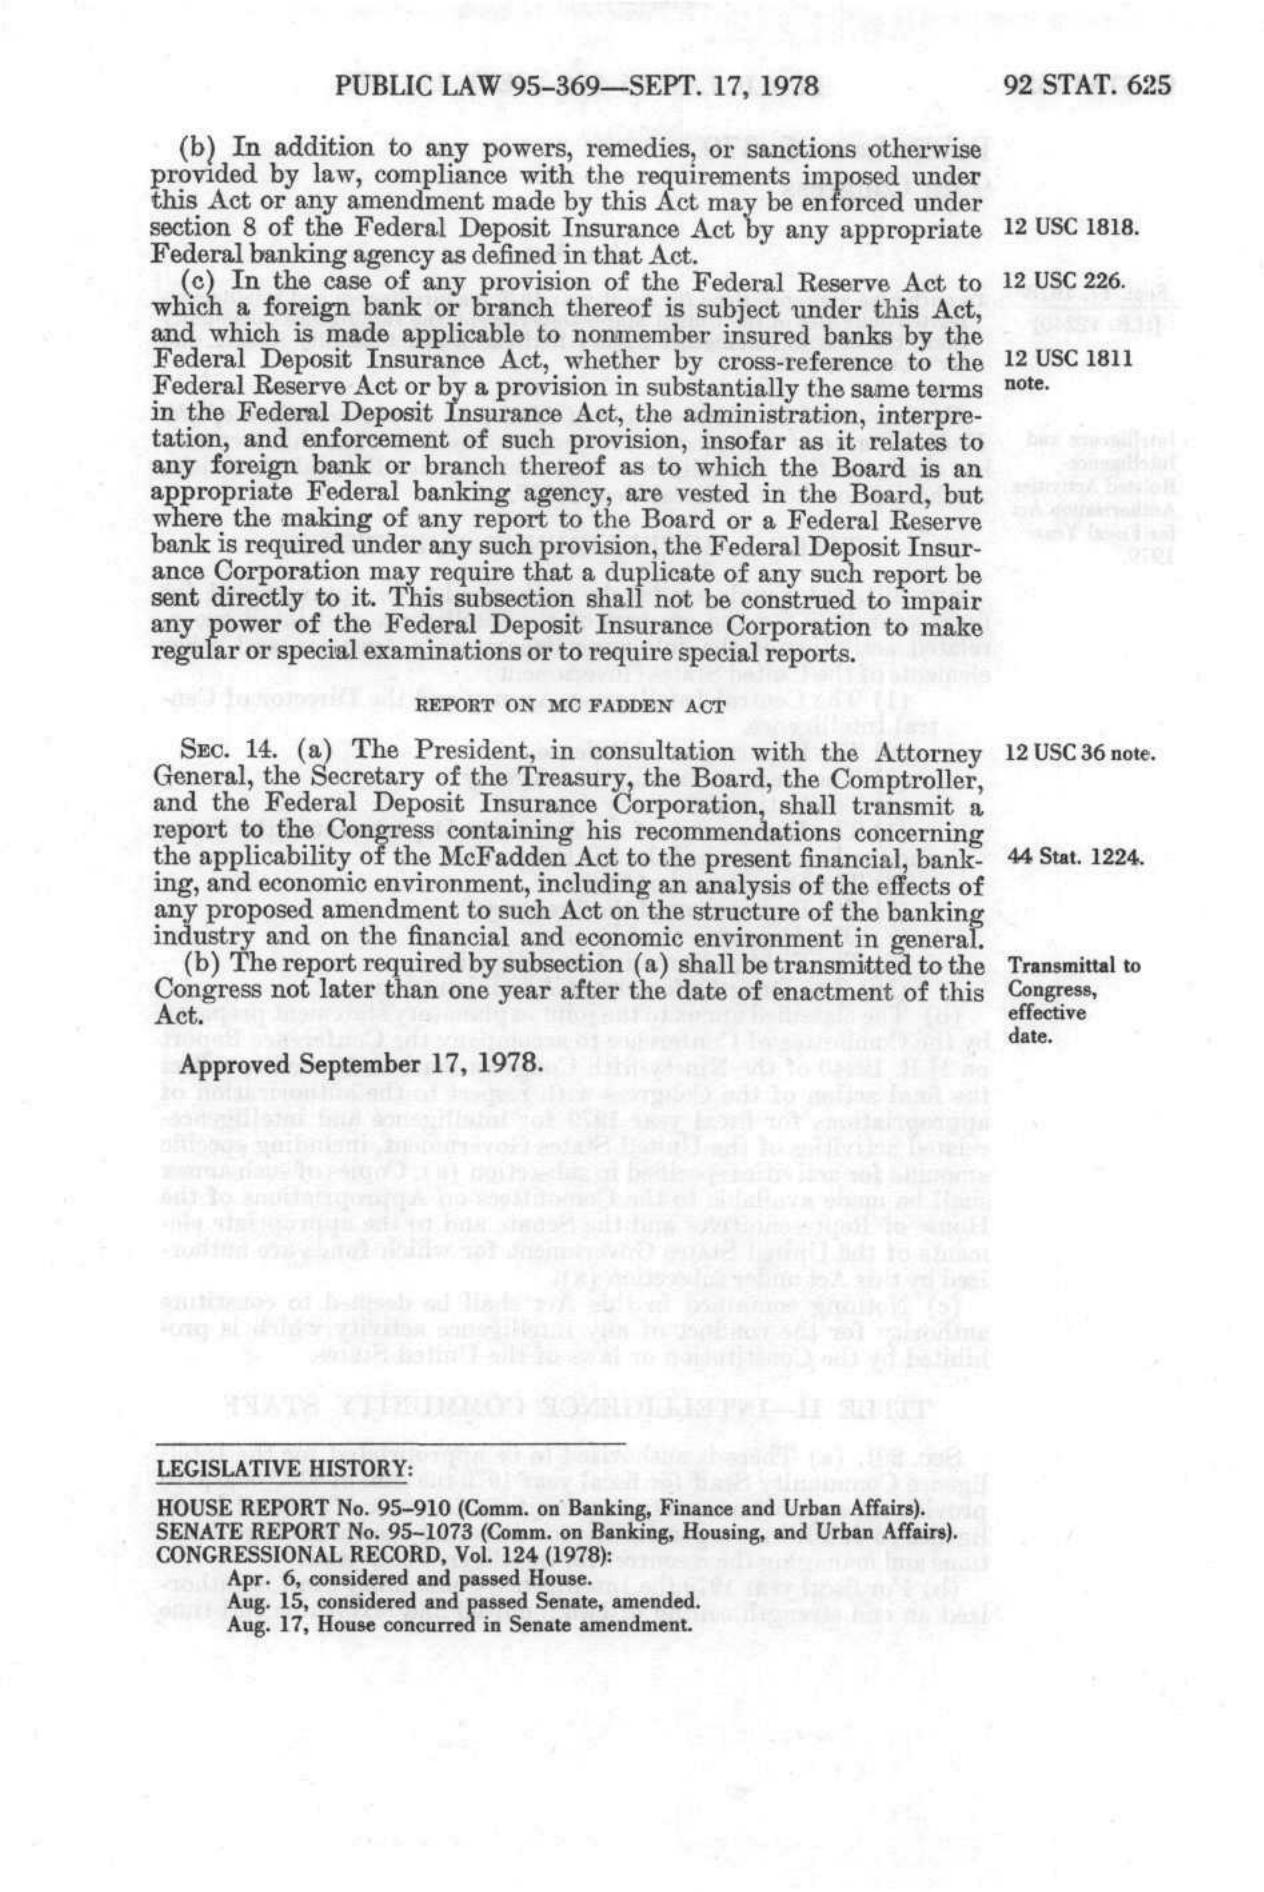 PUBLIC LAW 95–369—SEPT. 17, 1978
92 STAT. 625
(b) In addition to any powers, remedies, or sanctions otherwise
provided by law, compliance with the requirements imposed under
this Act or any amendment made by this Act may be enforced under
section 8 of the Federal Deposit Insurance Act by any appropriate
12 USC 1818.
Federal banking agency as defined in that Act.
(c) In the case of any provision of the Federal Reserve Act to
12 USC 226.
which a foreign bank or branch thereof is subject under this Act,
and which is made applicable to nonmember insured banks by the
Federal Deposit Insurance Act, whether by cross-reference to the
12 USC 1811
Federal Reserve Act or by a provision in substantially the same terms
note.
in the Federal Deposit Insurance Act, the administration, interpre-
tation, and enforcement of such provision, insofar as it relates to
any foreign bank or branch thereof as to which the Board is an
appropriate Federal banking agency, are vested in the Board, but
where the making of any report to the Board or a Federal Reserve
bank is required under any such provision, the Federal Deposit Insur-
ance Corporation may require that a duplicate of any such report be
sent directly to it. This subsection shall not be construed to impair
any power of the Federal Deposit Insurance Corporation to make
regular or special examinations or to require special reports.
REPORT ON MC FADDEN ACT
SEC. 14. (a) The President, in consultation with the Attorney
12 USC 36 note.
General, the Secretary of the Treasury, the Board, the Comptroller,
and the Federal Deposit Insurance Corporation, shall transmit a
report to the Congress containing his recommendations concerning
the applicability of the McFadden Act to the present financial, bank-
44 Stat. 1224.
ing, and economic environment, including an analysis of the effects of
any proposed amendment to such Act on the structure of the banking
industry and on the financial and economic environment in general.
(b) The report required by subsection (a) shall be transmitted to the
Transmittal to
Congress not later than one year after the date of enactment of this
Congress,
Act.
effective
date.
Approved September 17, 1978.
LEGISLATIVE HISTORY:
HOUSE REPORT No. 95–910 (Comm. on Banking, Finance and Urban Affairs).
SENATE REPORT No. 95–1073 (Comm. on Banking, Housing, and Urban Affairs).
CONGRESSIONAL RECORD, Vol. 124 (1978):
Apr. 6, considered and passed House.
Aug. 15, considered and passed Senate, amended.
Aug. 17, House concurred in Senate amendment.